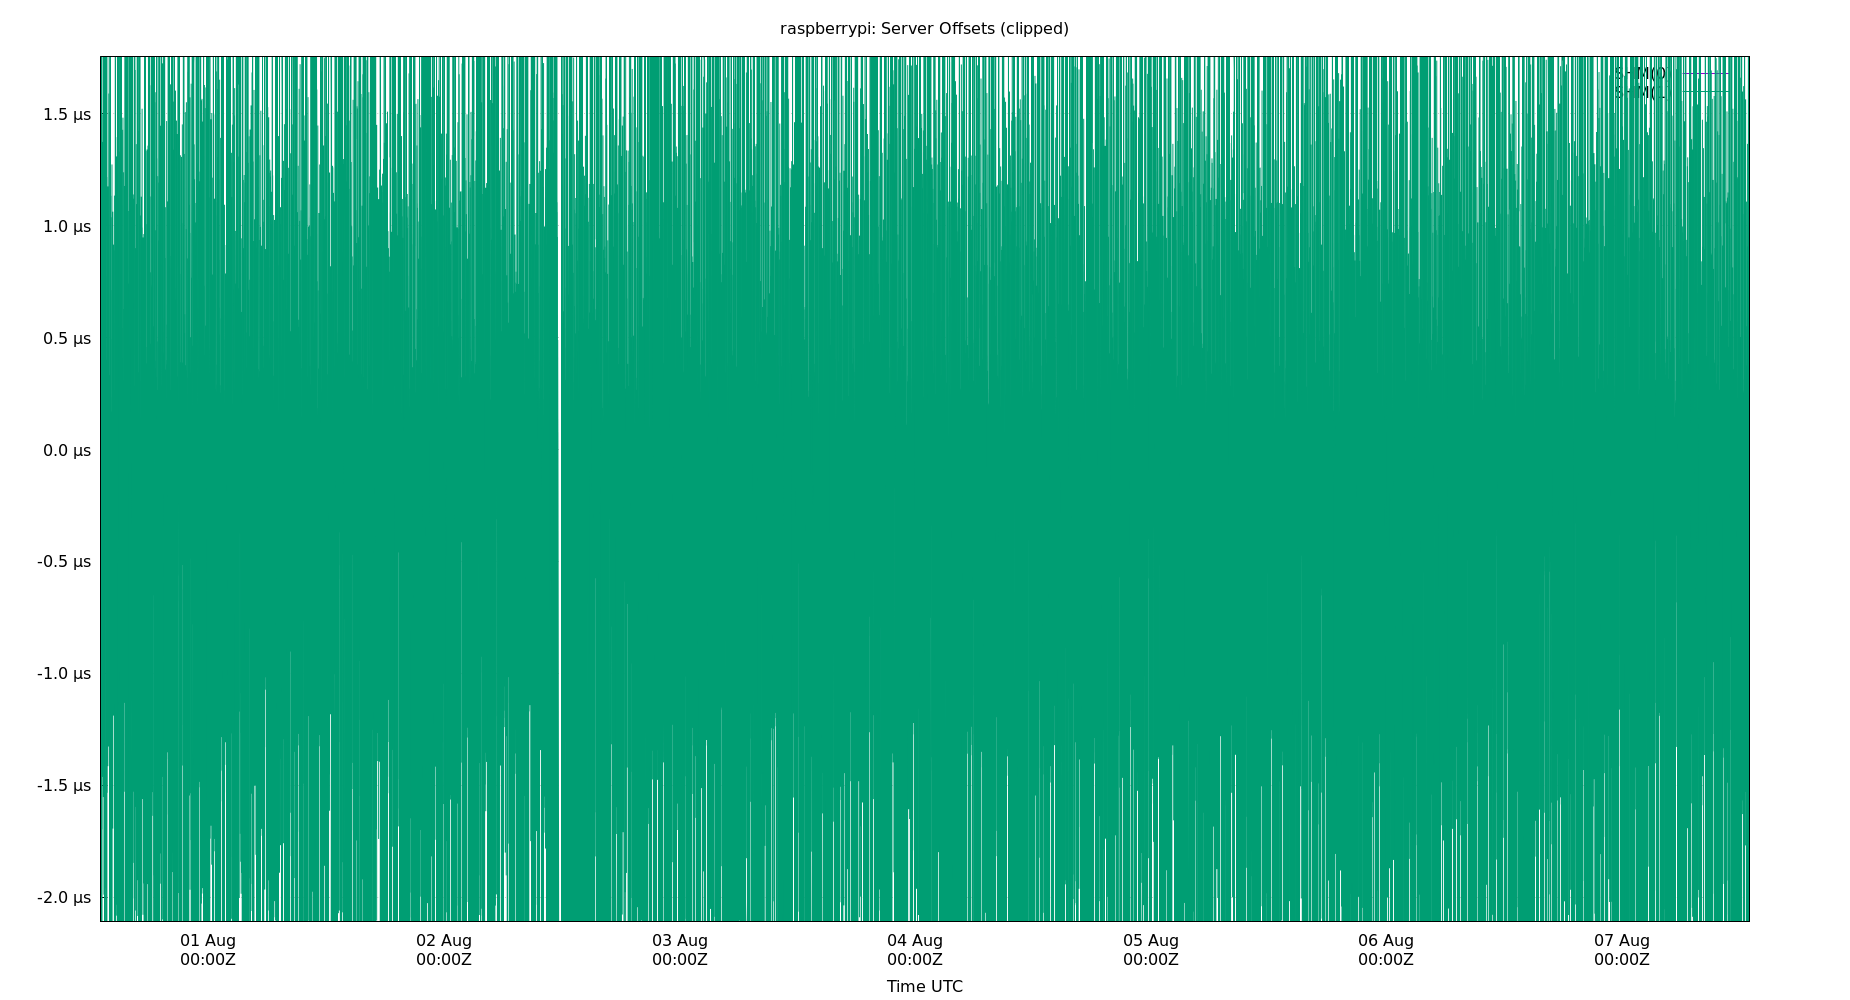 raspberrypi: Server Offsets (clipped)
1.5 µs
1.0 µs
0.5 µs
0.0 µs
-0.5 µs
-1.0 µs
-1.5 µs
-2.0 µs
01 Aug 02 Aug 03 Aug 04 Aug 05 Aug 06 Aug 07 Aug
00:00Z 00:00Z 00:00Z 00:00Z 00:00Z 00:00Z 00:00Z
Time UTC